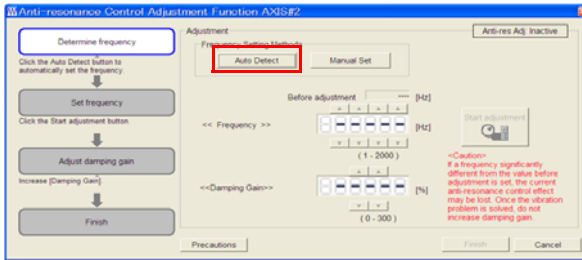 Anti-resonance Control Adjustment Function AXIS#2
Determine frequency
Click the Auto Detect button to
automatically set the frequency.
Set frequency
Click the Start adjustment button.
Adjust damping gain
Increase [Damping Gain].
Finish
Adjustment
Anti-res Adj: Inactive
Frequency Setting Methods
Auto Detect
Manual Set
Before adjustment ---- [Hz]
<< Frequency >>
[Hz]
(1 - 2000)
<<Damping Gain>>
[%]
(0 - 300)
Start adjustment
<Caution>
If a frequency significantly
different from the value before
adjustment is set, the current
anti-resonance control effect
may be lost. Once the vibration
problem is solved, do not
increase damping gain.
Precautions
Finish
Cancel